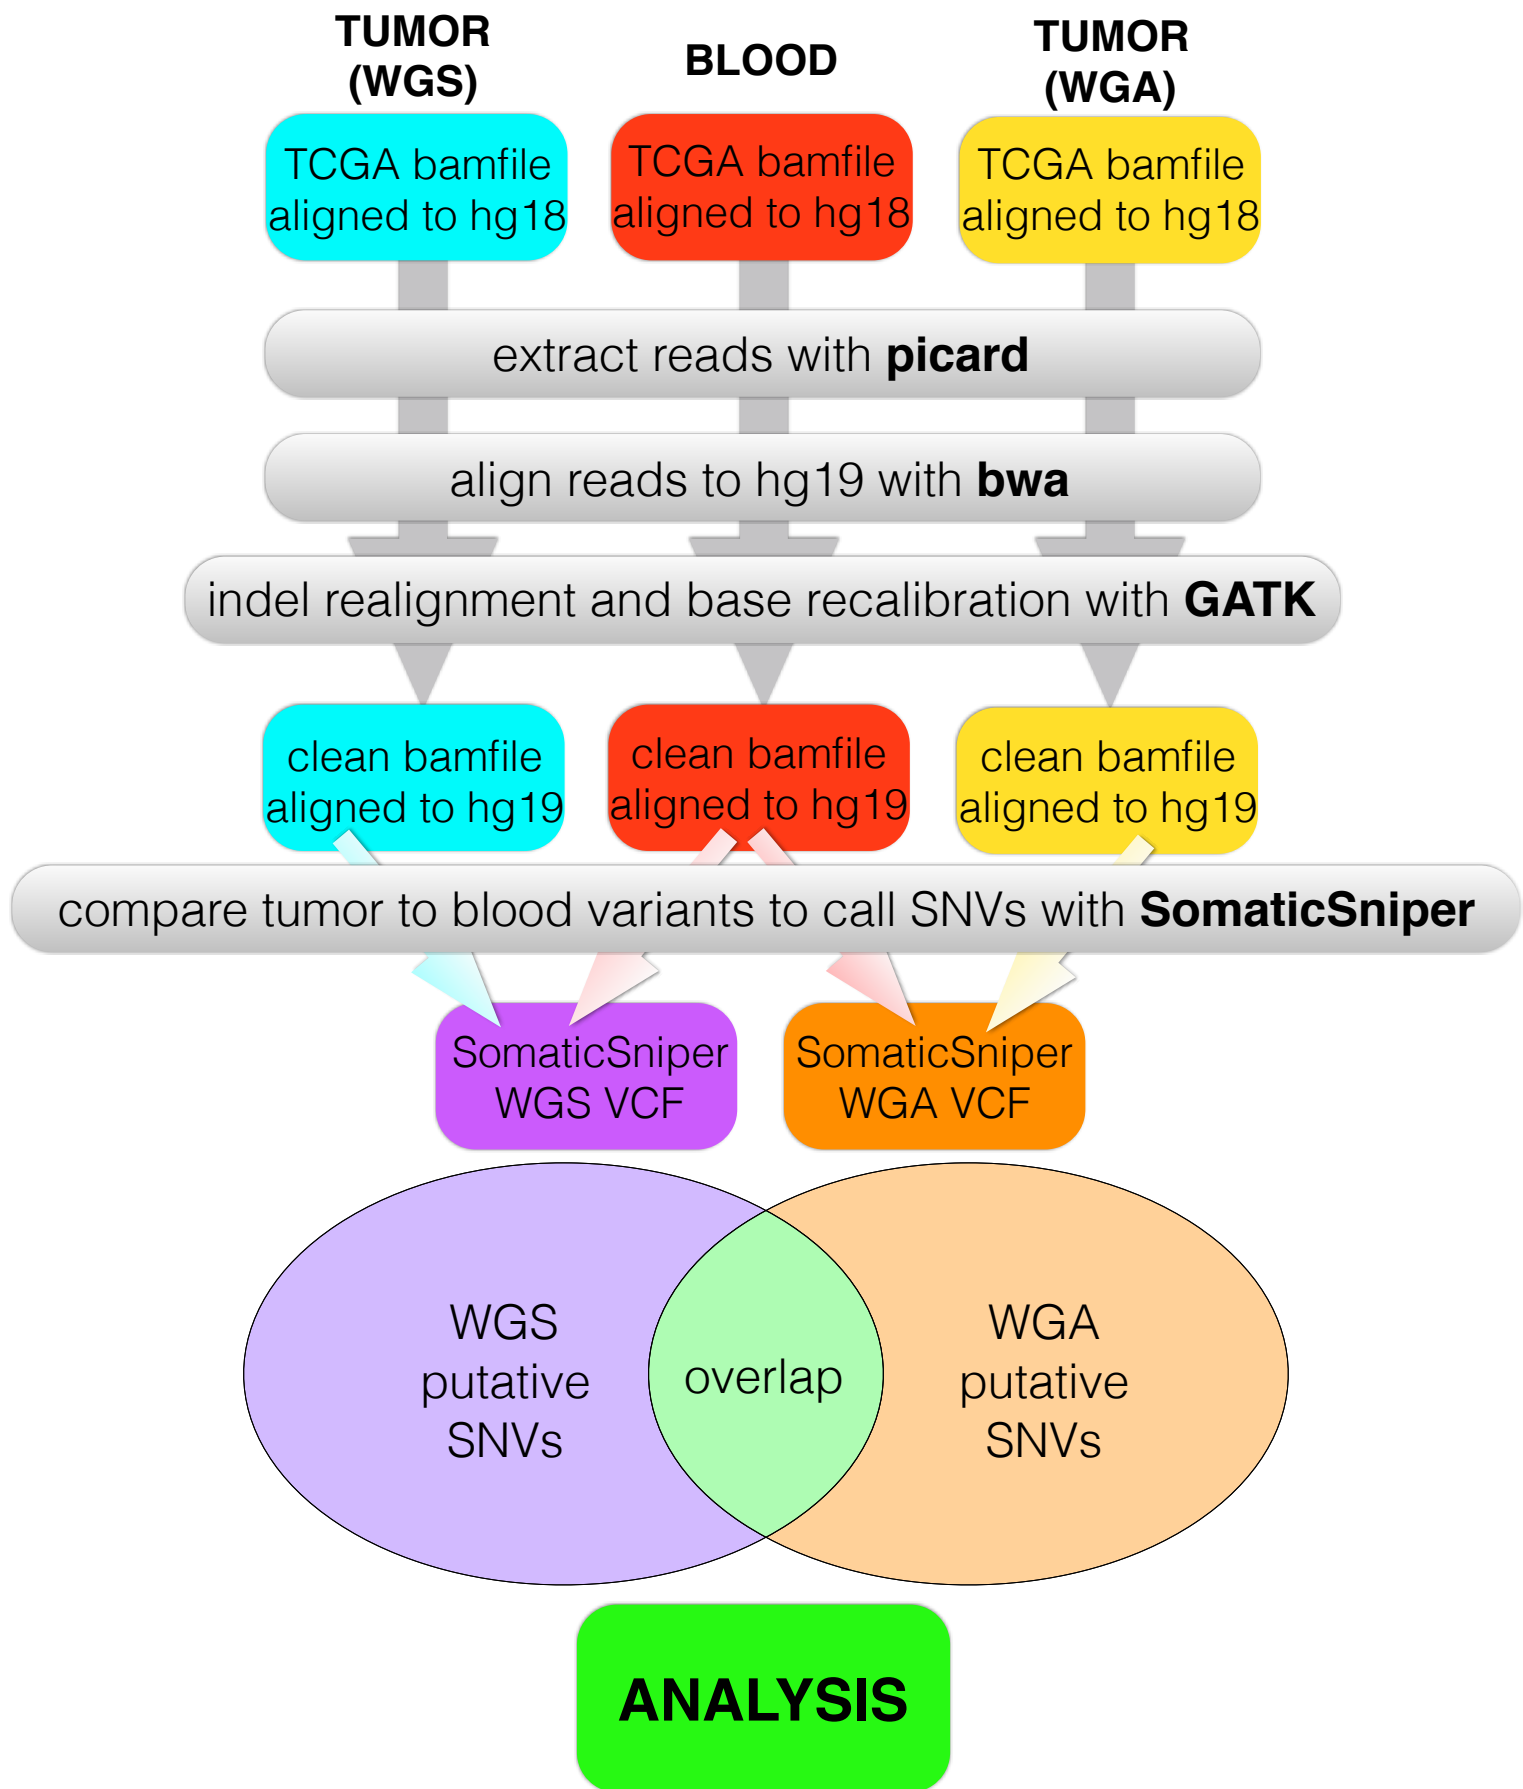 TUMOR
(WGS)
BLOOD
TUMOR
(WGA)
TCGA bamfile
aligned to hg18
TCGA bamfile
aligned to hg18
TCGA bamfile
aligned to hg18
extract reads with picard
align reads to hg19 with bwa
indel realignment and base recalibration with GATK
clean bamfile
aligned to hg19
clean bamfile
aligned to hg19
clean bamfile
aligned to hg19
compare tumor to blood variants to call SNVs with SomaticSniper
SomaticSniper
WGS VCF
SomaticSniper
WGA VCF
WGS
putative
SNVs
overlap
WGA
putative
SNVs
ANALYSIS